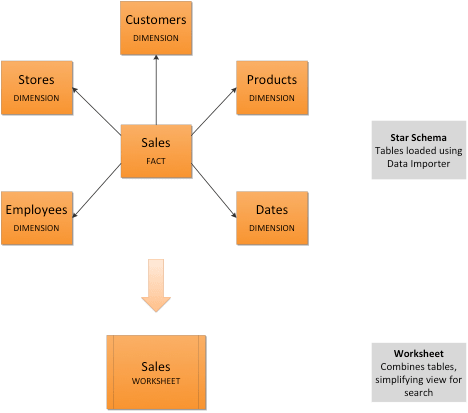 Customers
DIMENSION
Stores
DIMENSION
Products
DIMENSION
Sales
FACT
Star Schema
Tables loaded using
Data Importer
Employees
DIMENSION
Dates
DIMENSION
Sales
WORKSHEET
Worksheet
Combines tables,
simplifying view for
search